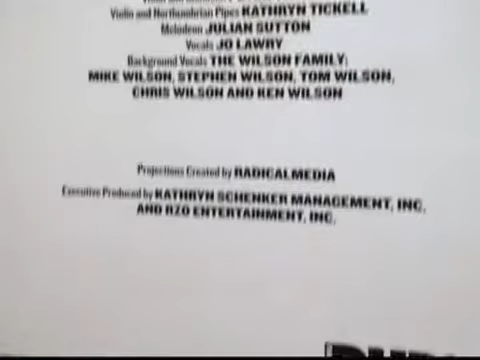 Violin and Northumbrian Pipes KATHRYN TICKELL
Melodeon JULIAN SUTTON
Vocals JO LAWRY
Background Vocals THE WILSON FAMILY:
MIKE WILSON, STEPHEN WILSON, TOM WILSON,
CHRIS WILSON AND KEN WILSON
Projections Created by RADICALMEDIA
Executive Produced by KATHRYN SCHENKER MANAGEMENT, INC.
AND RZO ENTERTAINMENT, INC.